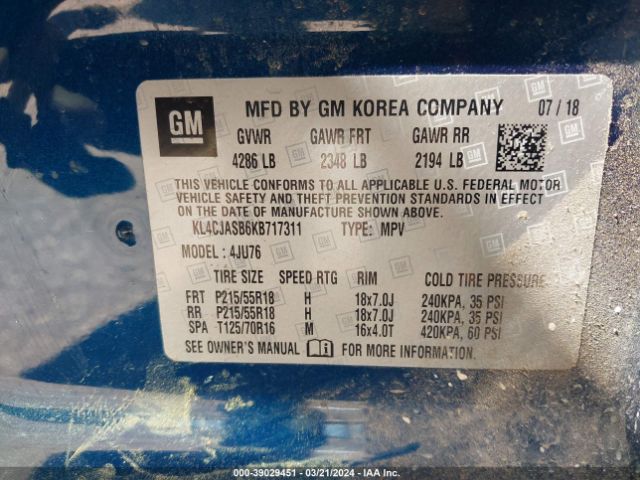 GM
MFD BY GM KOREA COMPANY 07 / 18
GVWR GAWR FRT GAWR RR
4286 LB 2348 LB 2194 LB
THIS VEHICLE CONFORMS TO ALL APPLICABLE U.S. FEDERAL MOTOR
VEHICLE SAFETY AND THEFT PREVENTION STANDARDS IN EFFECT
ON THE DATE OF MANUFACTURE SHOWN ABOVE.
KL4CJASB6KB717311 TYPE: MPV
MODEL: 4JU76
TIRE SIZE SPEED RTG RIM COLD TIRE PRESSURE
FRT P215/55R18 H 18x7.0J 240KPA, 35 PSI
RR P215/55R18 H 18x7.0J 240KPA, 35 PSI
SPA T125/70R16 M 16x4.0T 420KPA, 60 PSI
SEE OWNER'S MANUAL FOR MORE INFORMATION.
000-39029451 - 03/21/2024 - IAA Inc.